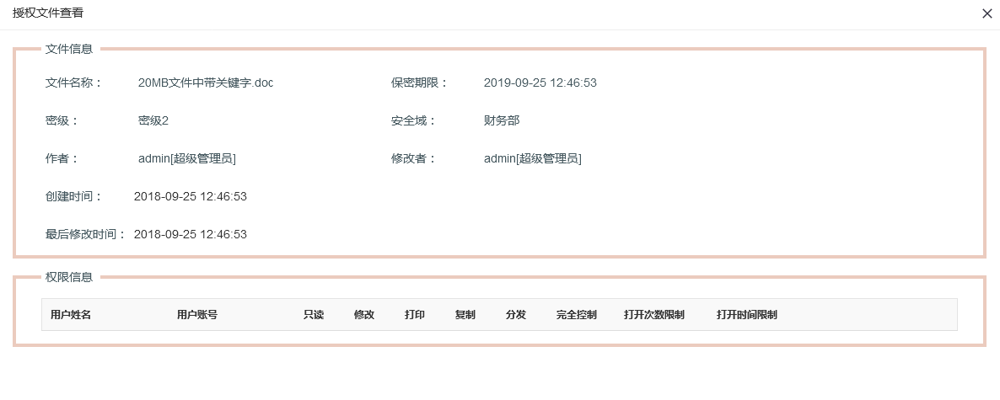 授权文件查看
文件信息
文件名称： 20MB文件中带关键字.doc 保密期限： 2019-09-25 12:46:53
密级： 密级2 安全域： 财务部
作者： admin[超级管理员] 修改者： admin[超级管理员]
创建时间： 2018-09-25 12:46:53
最后修改时间： 2018-09-25 12:46:53
权限信息
用户姓名 用户账号 只读 修改 打印 复制 分发 完全控制 打开次数限制 打开时间限制